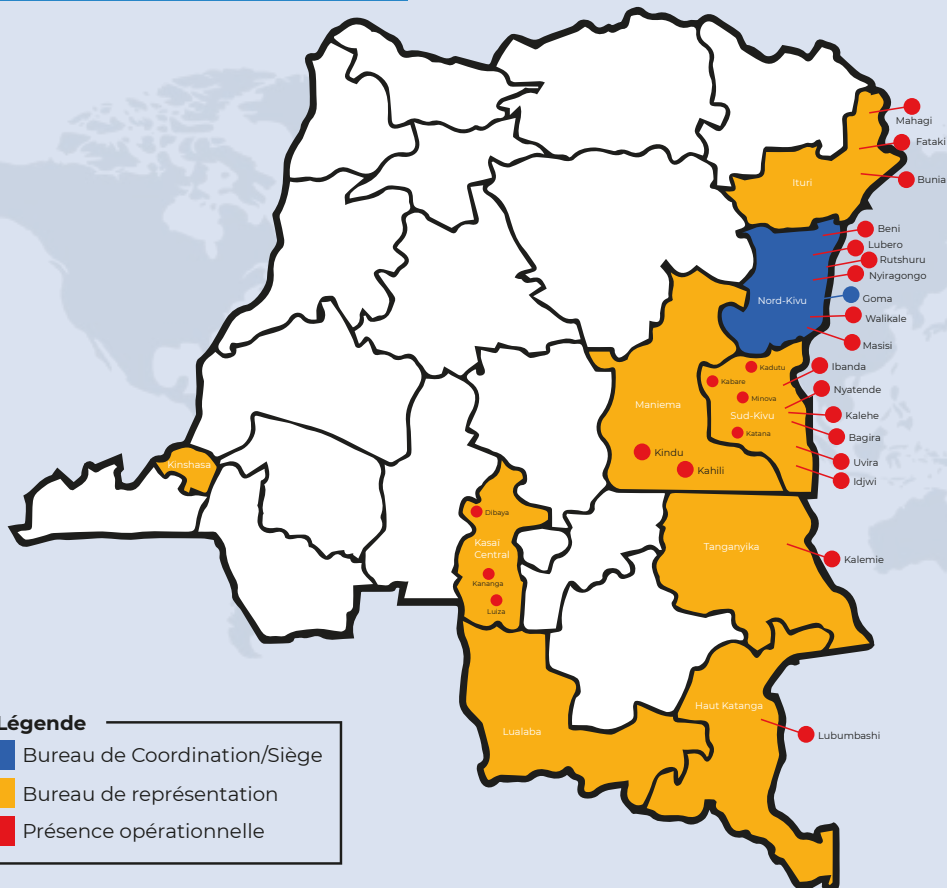 Mahagi
Fataki
Bunia
Ituri
Beni
Lubero
Rutshuru
Nyiragongo
Goma
Nord-Kivu
Walikale
Masisi
Ibanda
Kadutu
Kabare
Nyatende
Minova
Maniema
Sud-Kivu
Kalehe
Katana
Bagira
Kindu
Uvira
Kahili
Idjwi
Kinshasa
Dibaya
Kasaï
Central
Tanganyika
Kalemie
Kananga
Luiza
Haut Katanga
Lualaba
Lubumbashi
Légende
Bureau de Coordination/Siège
Bureau de représentation
Présence opérationnelle